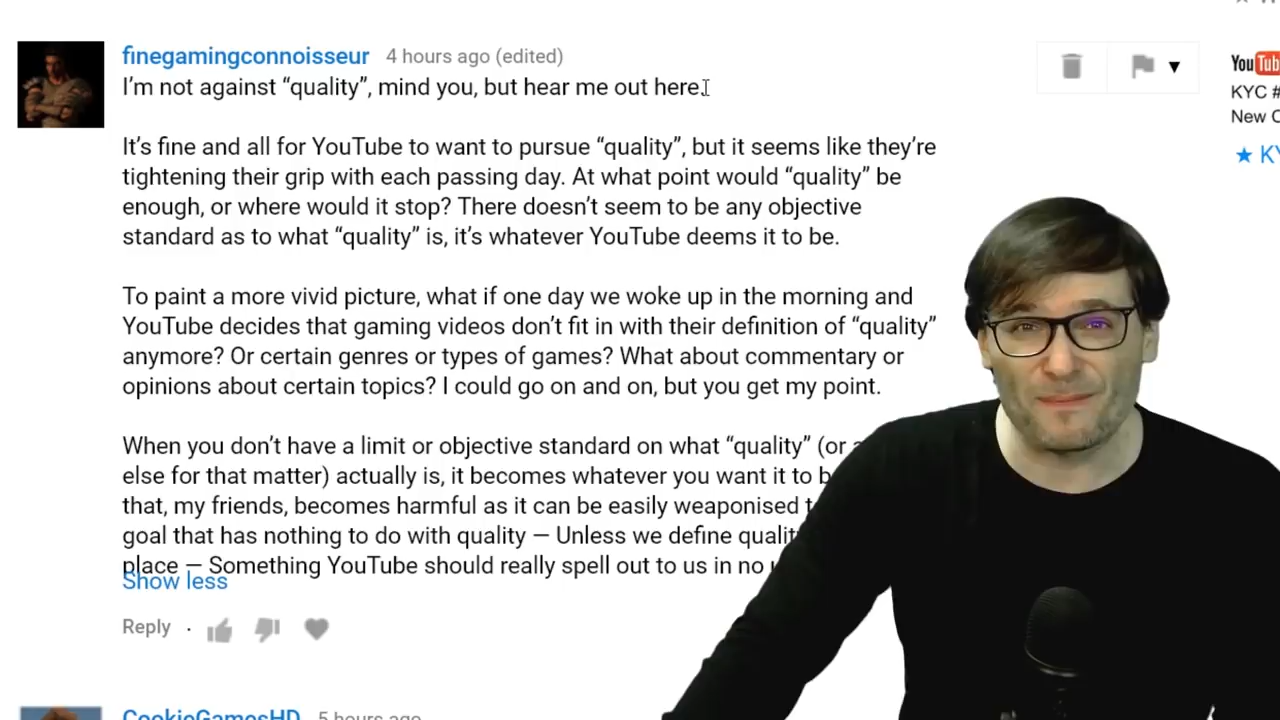 finegamingconnoisseur 4 hours ago (edited)
I’m not against “quality”, mind you, but hear me out here.
It’s fine and all for YouTube to want to pursue “quality”, but it seems like they’re
tightening their grip with each passing day. At what point would “quality” be
enough, or where would it stop? There doesn’t seem to be any objective
standard as to what “quality” is, it’s whatever YouTube deems it to be.
To paint a more vivid picture, what if one day we woke up in the morning and
YouTube decides that gaming videos don’t fit in with their definition of “quality”
anymore? Or certain genres or types of games? What about commentary or
opinions about certain topics? I could go on and on, but you get my point.
When you don’t have a limit or objective standard on what “quality” (or
else for that matter) actually is, it becomes whatever you want it to
that, my friends, becomes harmful as it can be easily weaponised
goal that has nothing to do with quality — Unless we define
place — Something YouTube should really spell out to us in no
Show less
Reply
CookieGamesHD 5 hours ago
YouTub
KYC #
New C
★ KY